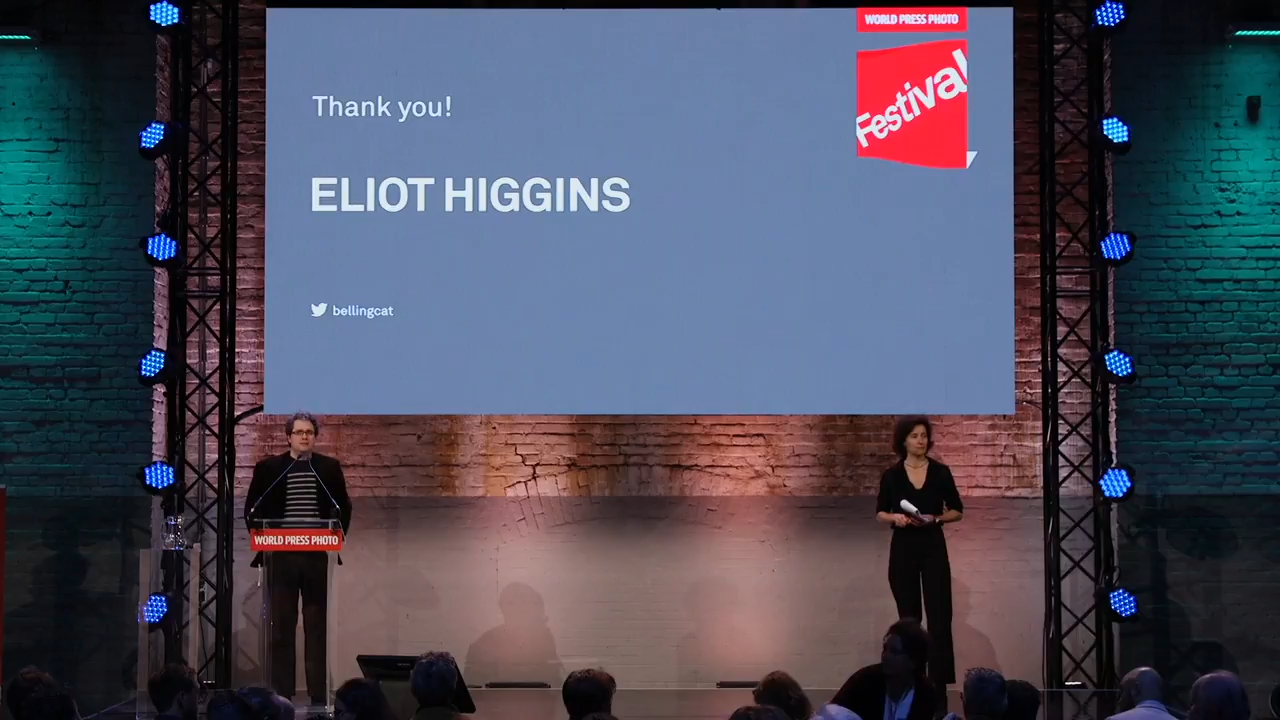 WORLD PRESS PHOTO
Festival
Thank you!
ELIOT HIGGINS
bellingcat
WORLD PRESS PHOTO